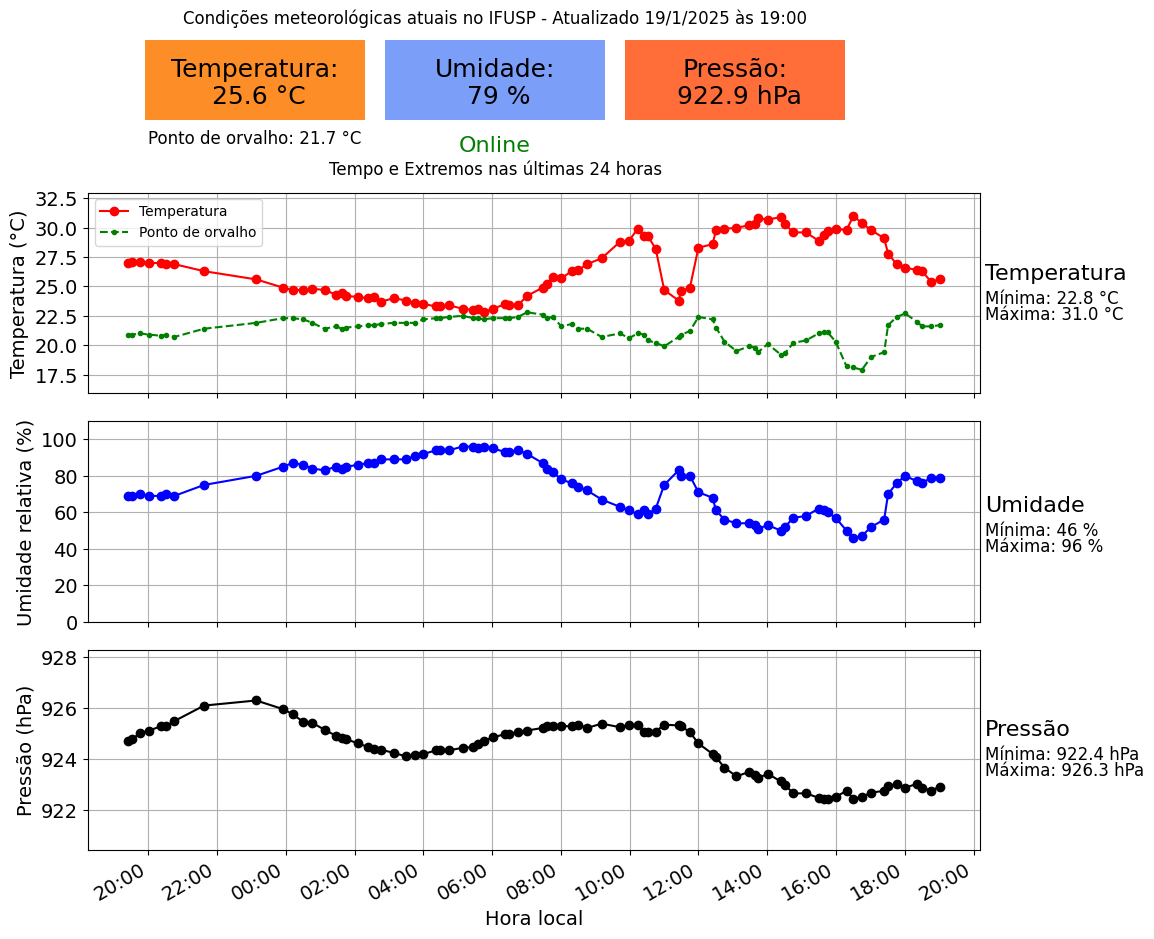 Condições meteorológicas atuais no IFUSP - Atualizado 19/1/2025 às 19:00
Temperatura:
25.6 °C
Umidade:
79 %
Pressão:
922.9 hPa
Ponto de orvalho: 21.7 °C
Online
Tempo e Extremos nas últimas 24 horas
Temperatura (°C)
32.5
30.0
27.5
25.0
22.5
20.0
17.5
Temperatura
Ponto de orvalho
Temperatura
Mínima: 22.8 °C
Máxima: 31.0 °C
Umidade relativa (%)
100
80
60
40
20
0
Umidade
Mínima: 46 %
Máxima: 96 %
Pressão (hPa)
928
926
924
922
Pressão
Mínima: 922.4 hPa
Máxima: 926.3 hPa
20:00 22:00 00:00 02:00 04:00 06:00 08:00 10:00 12:00 14:00 16:00 18:00 20:00
Hora local